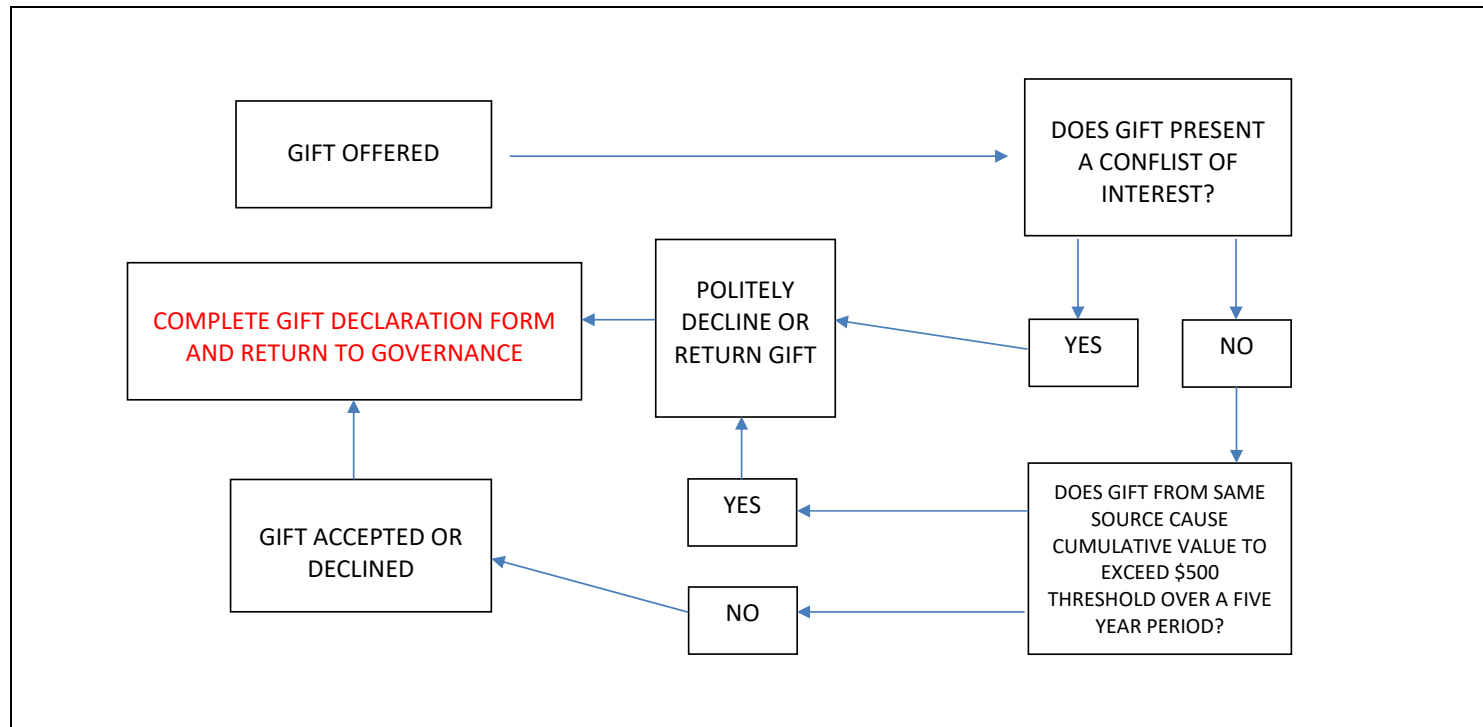 GIFT OFFERED
DOES GIFT PRESENT
A CONFLIST OF
INTEREST?
COMPLETE GIFT DECLARATION FORM
AND RETURN TO GOVERNANCE
POLITELY
DECLINE OR
RETURN GIFT
YES
NO
GIFT ACCEPTED OR
DECLINED
YES
NO
DOES GIFT FROM SAME
SOURCE CAUSE
CUMULATIVE VALUE TO
EXCEED $500
THRESHOLD OVER A FIVE
YEAR PERIOD?